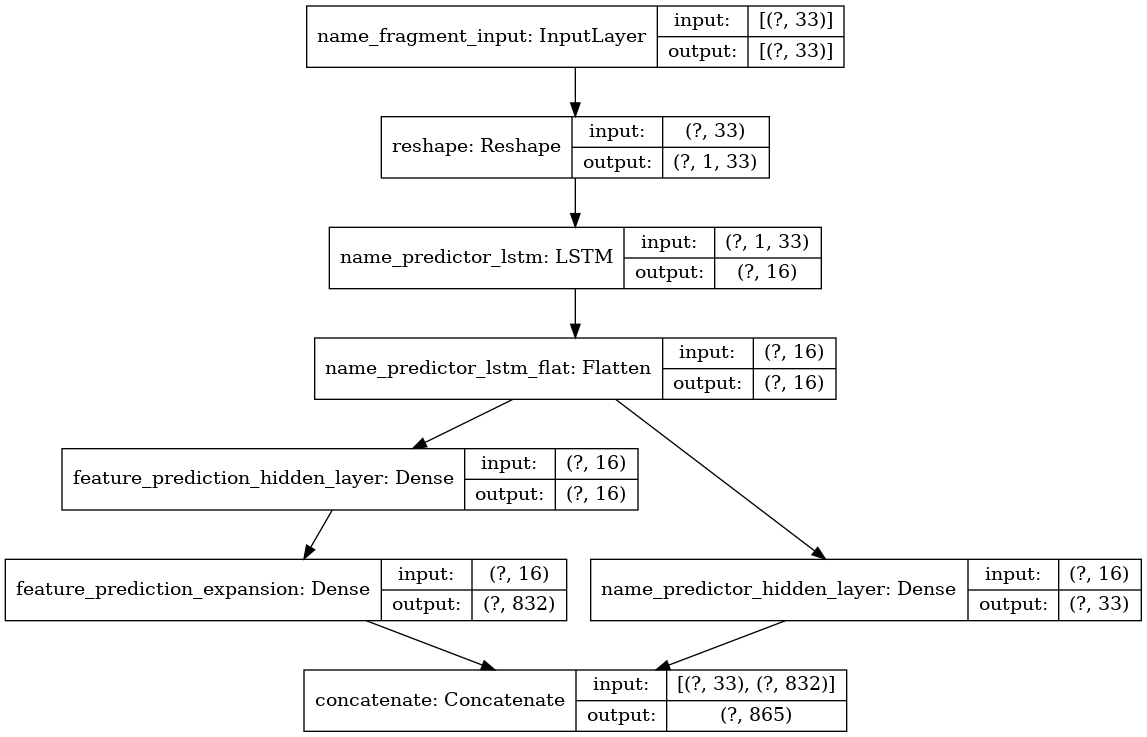 name_fragment_input: InputLayer
input: [(?, 33)]
output: [(?, 33)]
reshape: Reshape
input: (?, 33)
output: (?, 1, 33)
name_predictor_lstm: LSTM
input: (?, 1, 33)
output: (?, 16)
name_predictor_lstm_flat: Flatten
input: (?, 16)
output: (?, 16)
feature_prediction_hidden_layer: Dense
input: (?, 16)
output: (?, 16)
feature_prediction_expansion: Dense
input: (?, 16)
output: (?, 832)
name_predictor_hidden_layer: Dense
input: (?, 16)
output: (?, 33)
concatenate: Concatenate
input: [(?, 33), (?, 832)]
output: (?, 865)